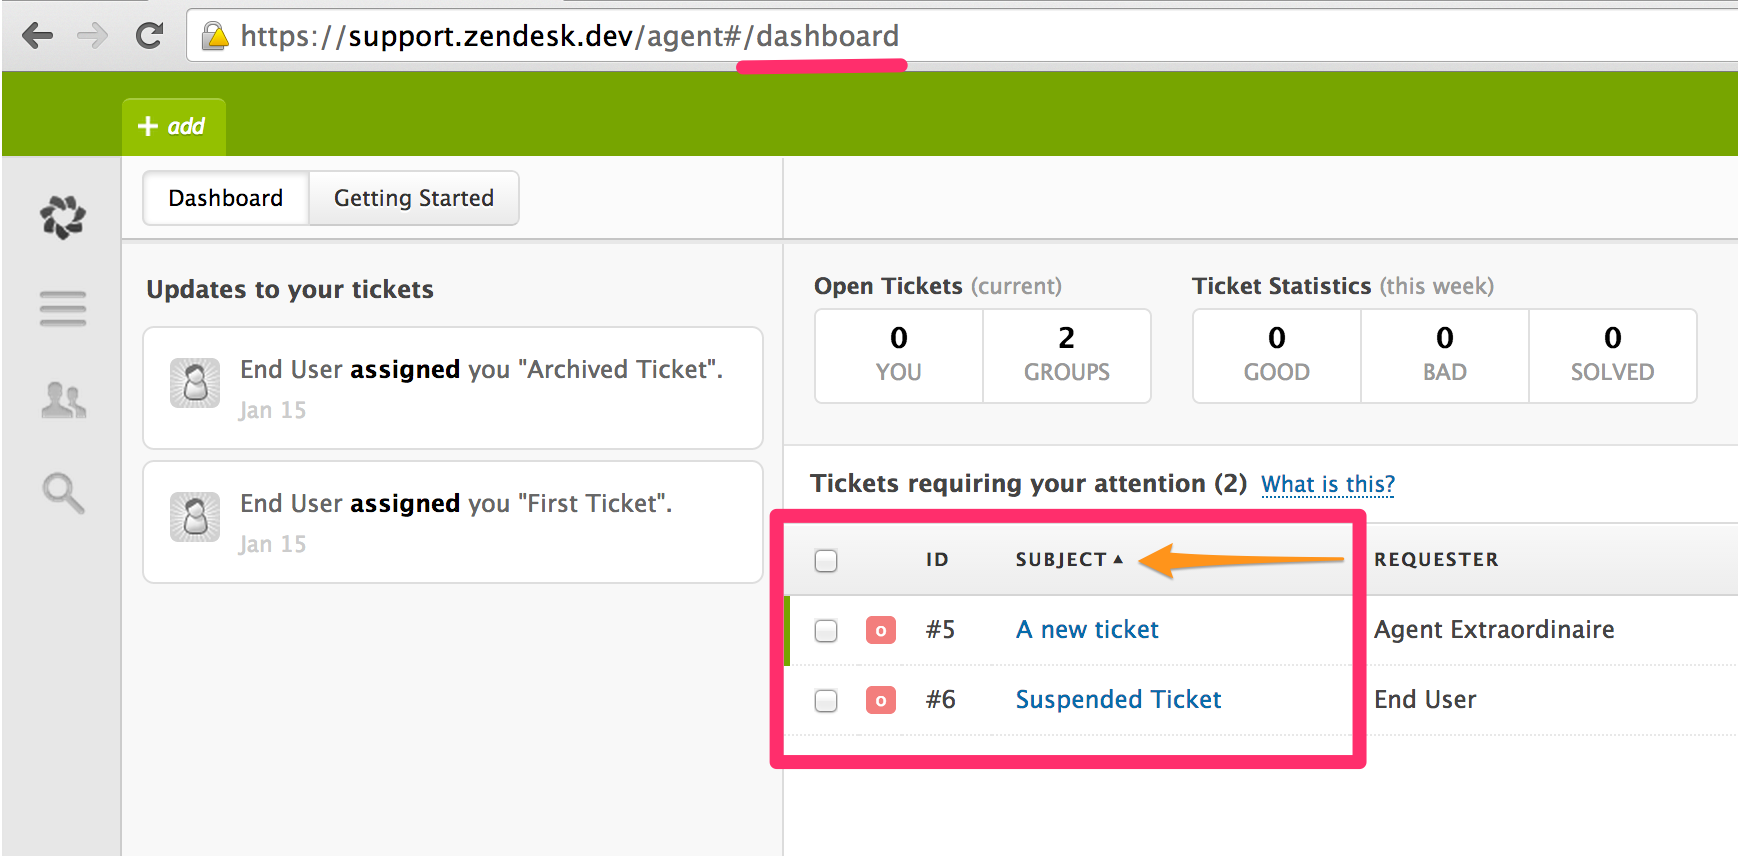 https://support.zendesk.dev/agent#/dashboard
+ add
Dashboard
Getting Started
Updates to your tickets
End User assigned you "Archived Ticket".
Jan 15
End User assigned you "First Ticket".
Jan 15
Open Tickets (current)
0
YOU
2
GROUPS
Ticket Statistics (this week)
0
GOOD
0
BAD
0
SOLVED
Tickets requiring your attention (2) What is this?
ID SUBJECT ▲ REQUESTER
o #5 A new ticket Agent Extraordinaire
o #6 Suspended Ticket End User